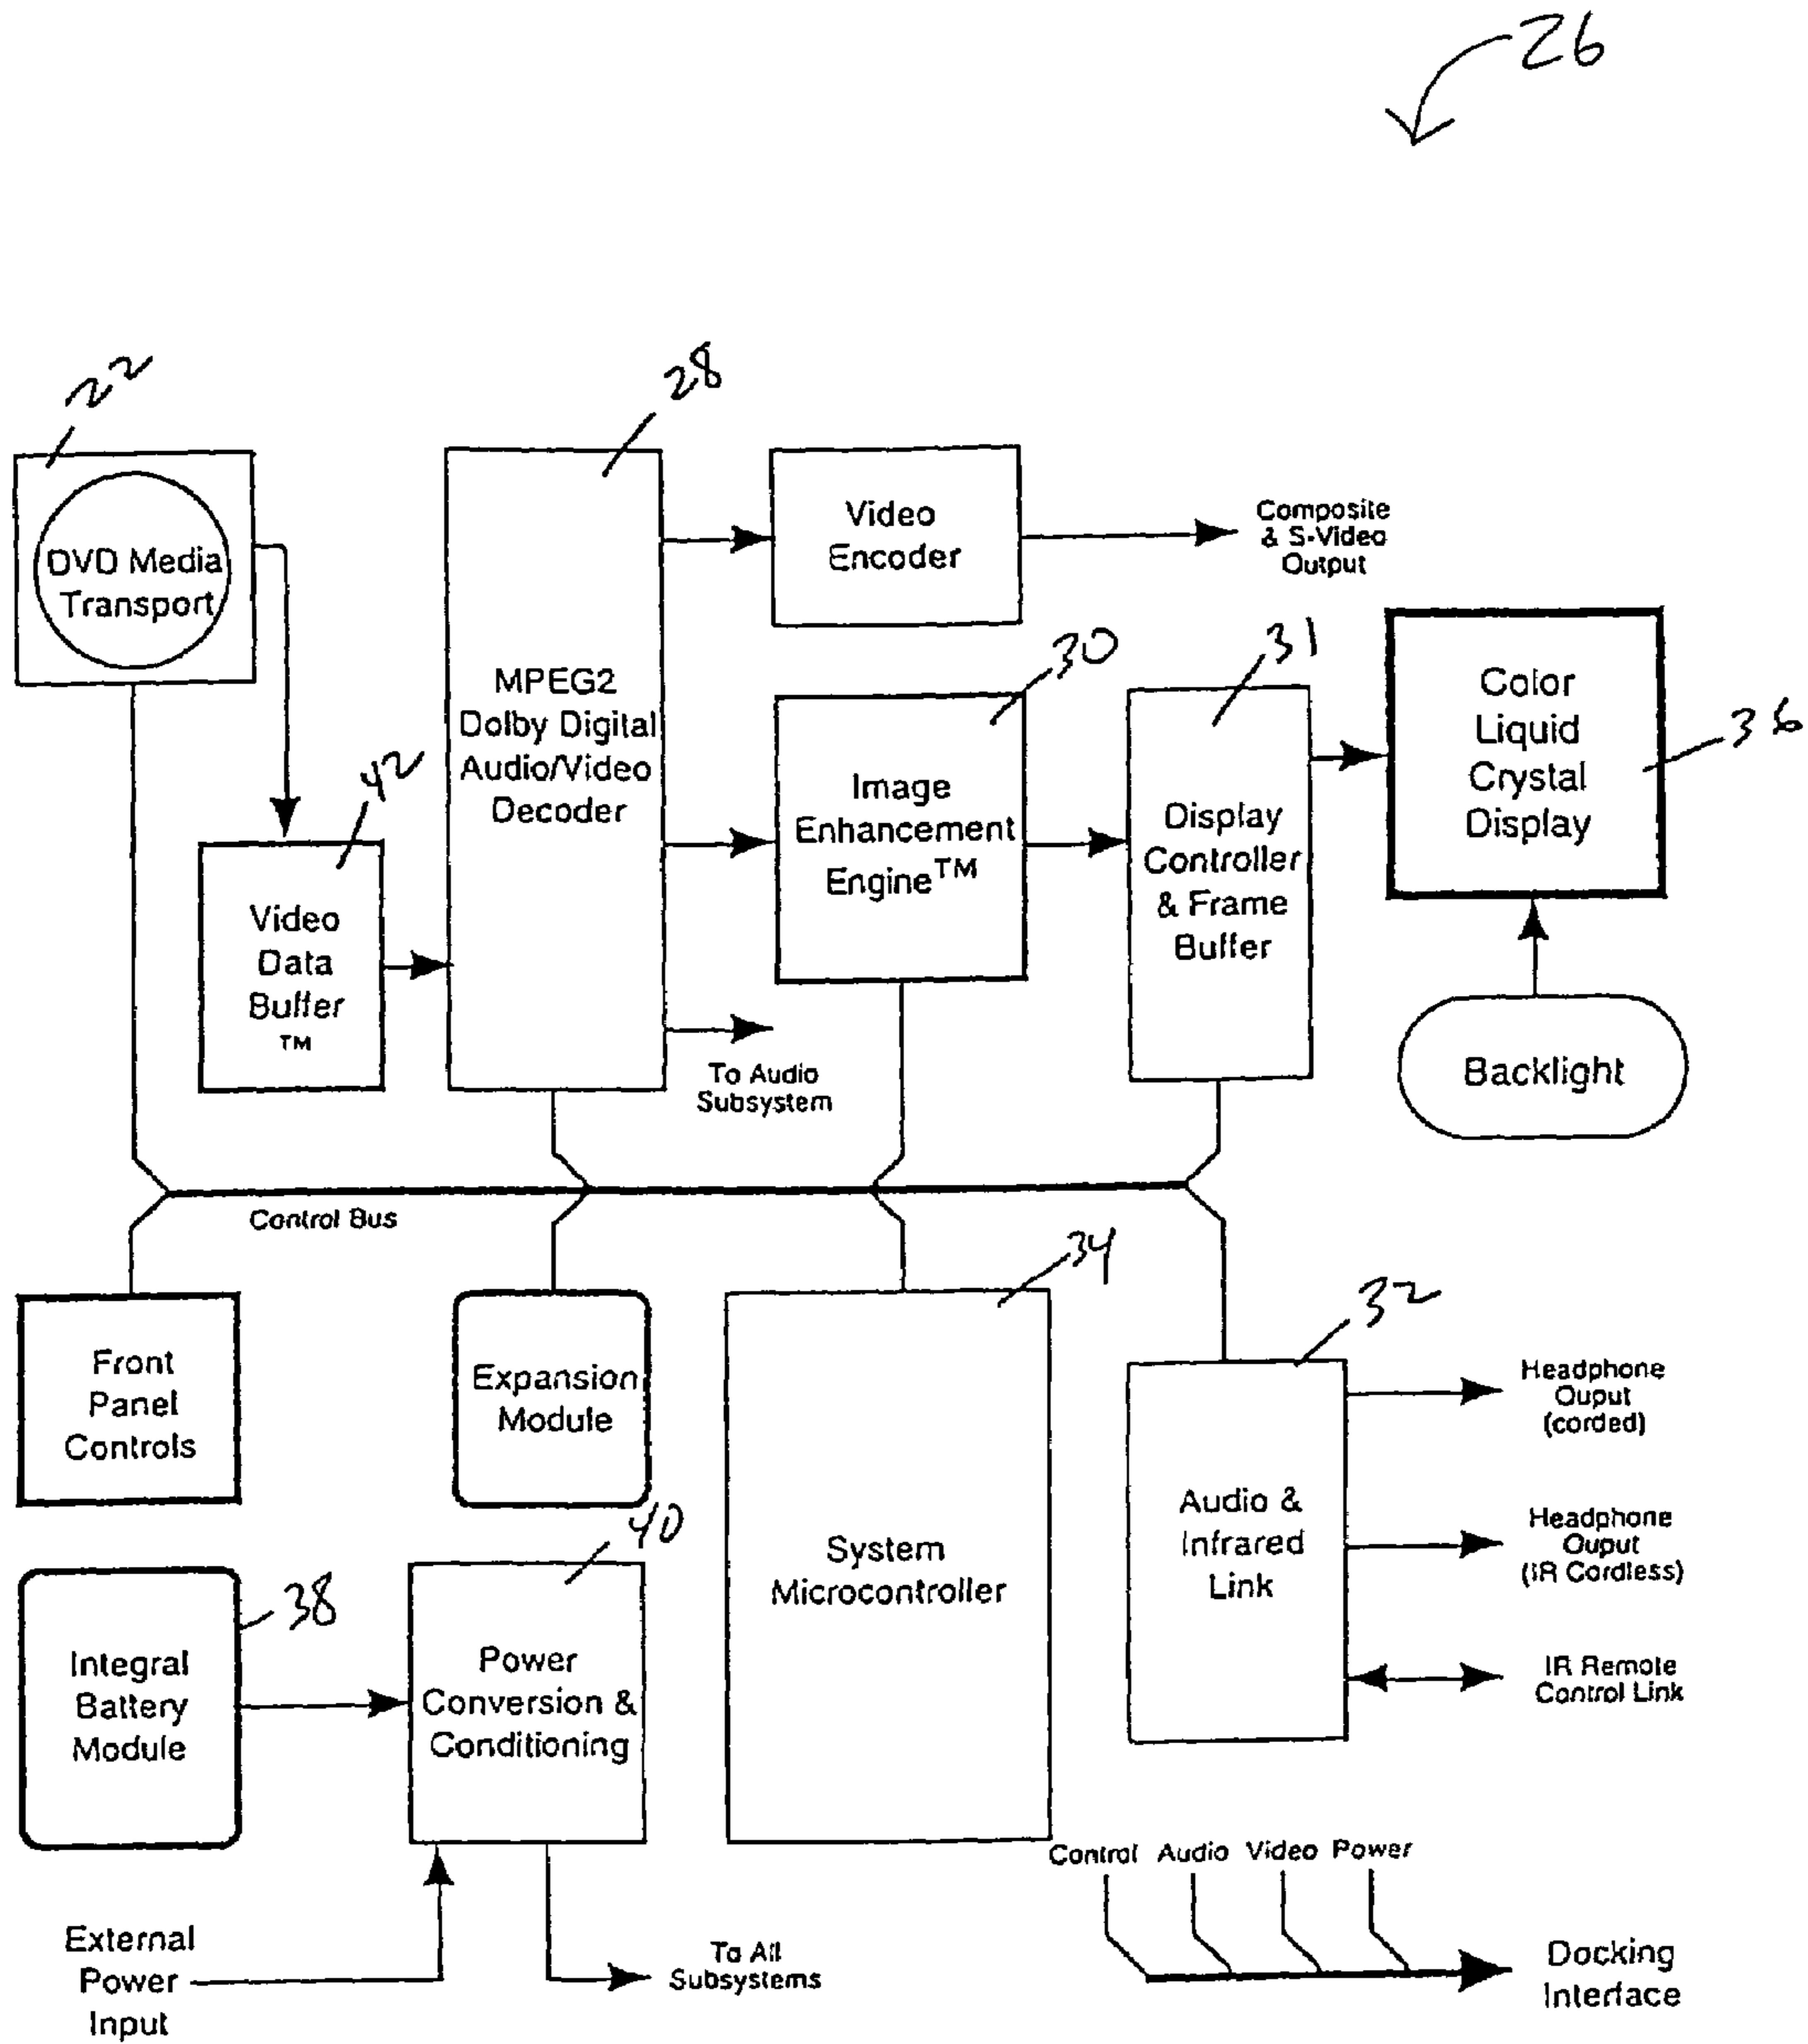 26
22
28
DVD Media
Transport
Video
Encoder
Composite
& S-Video
Output
30
31
36
42
MPEG2
Dolby Digital
Audio/Video
Decoder
Image
Enhancement
Engine™
Display
Controller
& Frame
Buffer
Color
Liquid
Crystal
Display
Video
Data
Buffer
™
To Audio
Subsystem
Backlight
Control Bus
34
32
Front
Panel
Controls
Expansion
Module
System
Microcontroller
Audio &
Infrared
Link
Headphone
Ouput
(corded)
Headphone
Ouput
(IR Cordless)
IR Remote
Control Link
38
40
Integral
Battery
Module
Power
Conversion &
Conditioning
External
Power
Input
To All
Subsystems
Control Audio Video Power
Docking
Interface